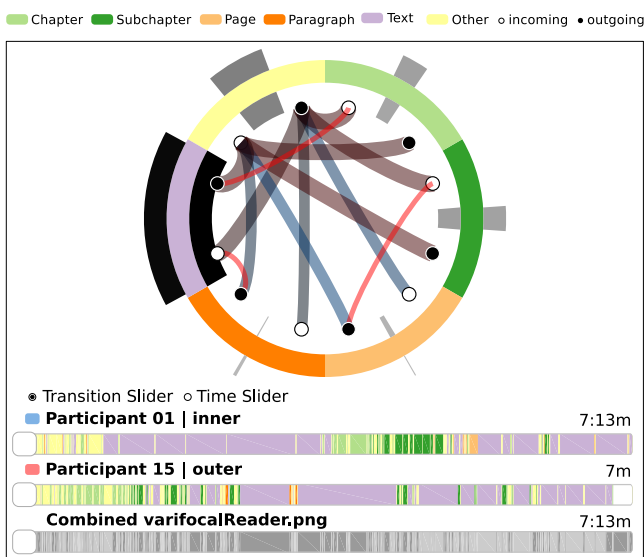 Chapter Subchapter Page Paragraph Text Other incoming outgoing
Transition Slider Time Slider
Participant 01 | inner 7:13m
Participant 15 | outer 7m
Combined varifocalReader.png 7:13m